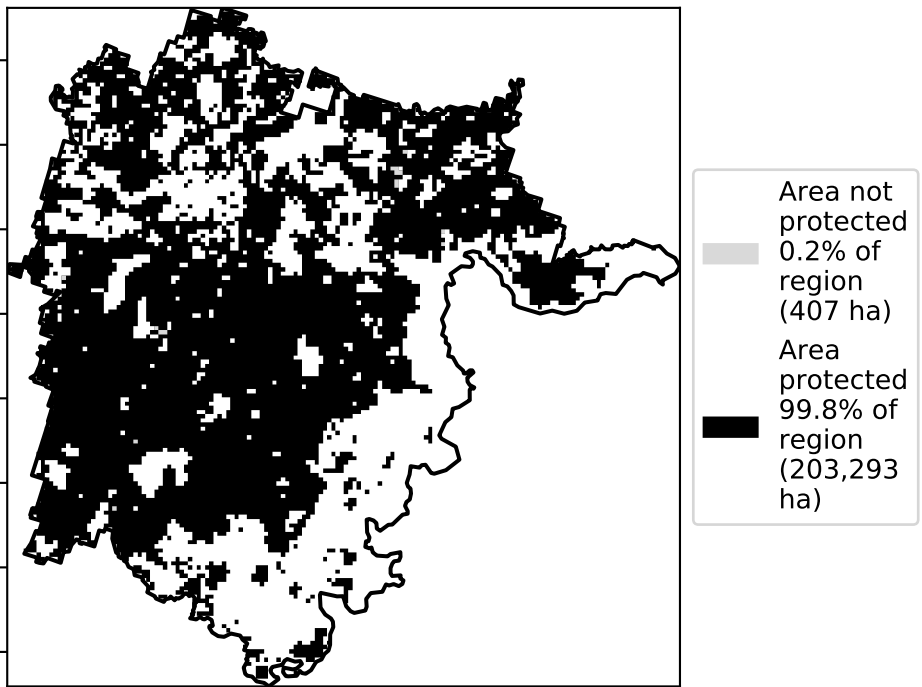 Area not
protected
0.2% of
region
(407 ha)
Area
protected
99.8% of
region
(203,293
ha)